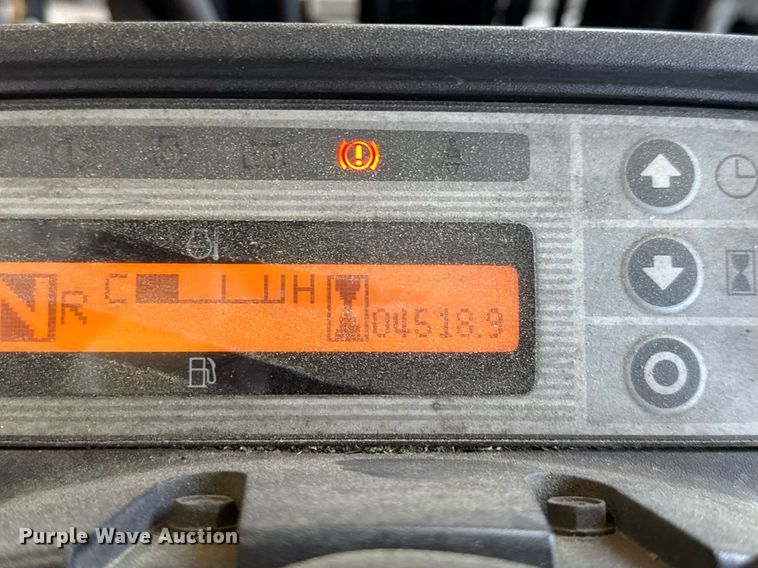 N R C H 04518.9
Purple Wave Auction